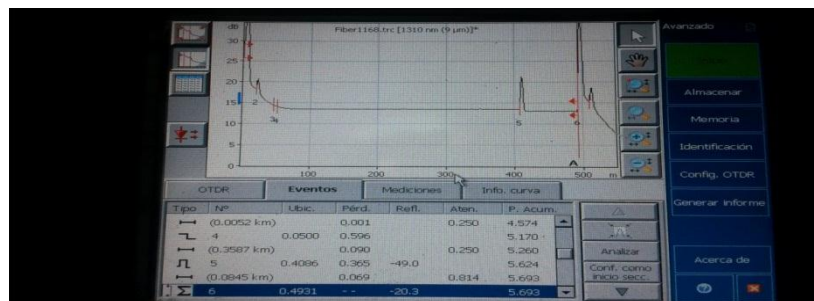 db Fiber1168.trc [1310 nm (9 µm)]* Avanzado
30
25
20
15
10
5
0
2
3
5
6
A
100 200 300 400 500 m
Almacenar
Memoria
Identificación
Config. OTDR
Generar informe
Acerca de
OTDR Eventos Mediciones Info. curva
Tipo Nº Ubic. Pérd. Refl. Aten. P. Acum.
(0.0052 km) 0.001 0.250 4.574
4 0.0500 0.596 5.170
(0.3587 km) 0.090 0.250 5.260
5 0.4086 0.365 -49.0 5.624
(0.0845 km) 0.069 0.814 5.693
Σ 6 0.4931 -- -20.3 5.693
Analizar
Conf. como
inicio secc.